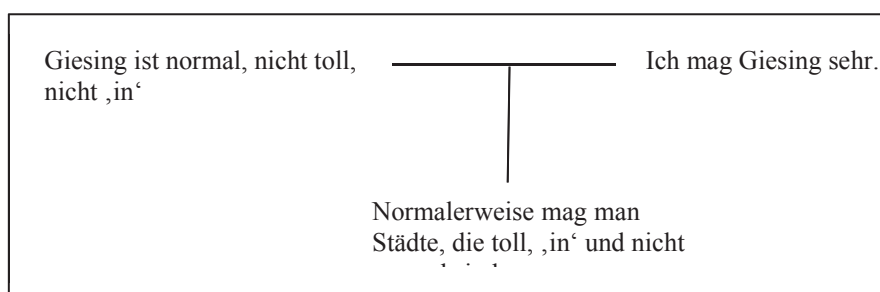 Giesing ist normal, nicht toll,
nicht ‚in‘
Ich mag Giesing sehr.
Normalerweise mag man
Städte, die toll, ‚in‘ und nicht